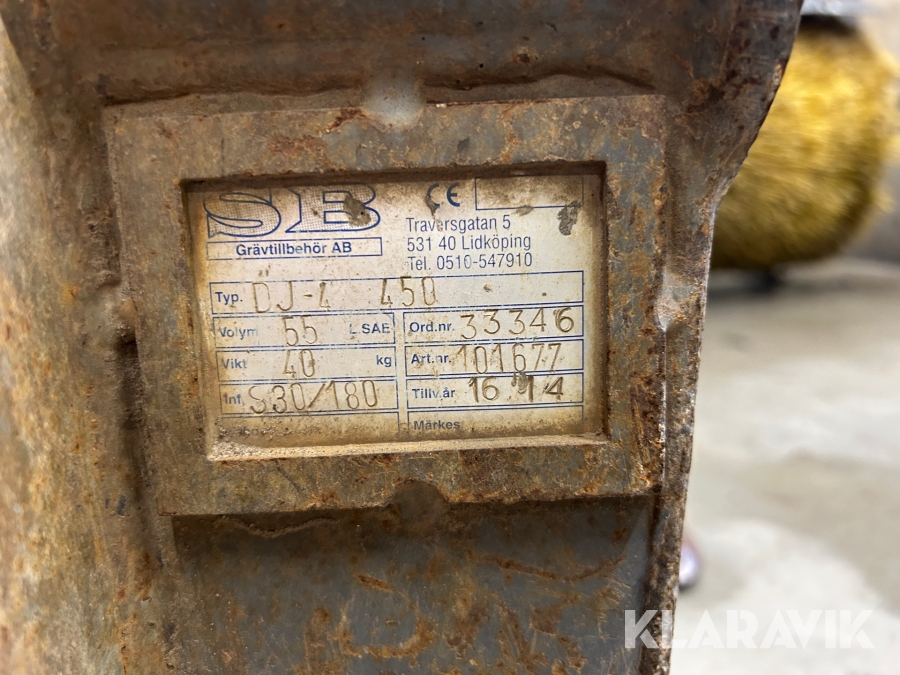 SB
Grävtillbehör AB
CE
Traversgatan 5
531 40 Lidköping
Tel. 0510-547910
Typ. DJ-4 450
Volym 55 L SAE
Ord.nr. 33346
Vikt 40 kg
Art.nr. 101677
Inf. S30/180
Tillv.år 16 14
Märkes
KLARAVIK